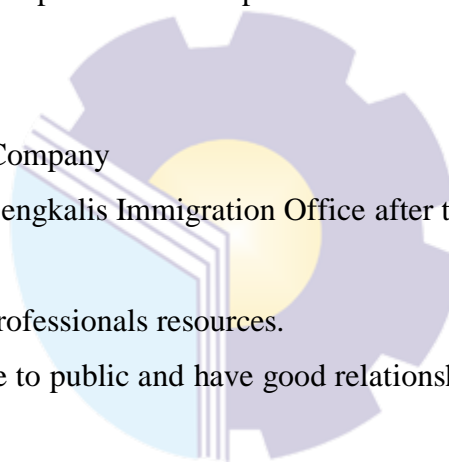 Company
engkalis Immigration Office after t
rofessionals resources.
e to public and have good relationsh